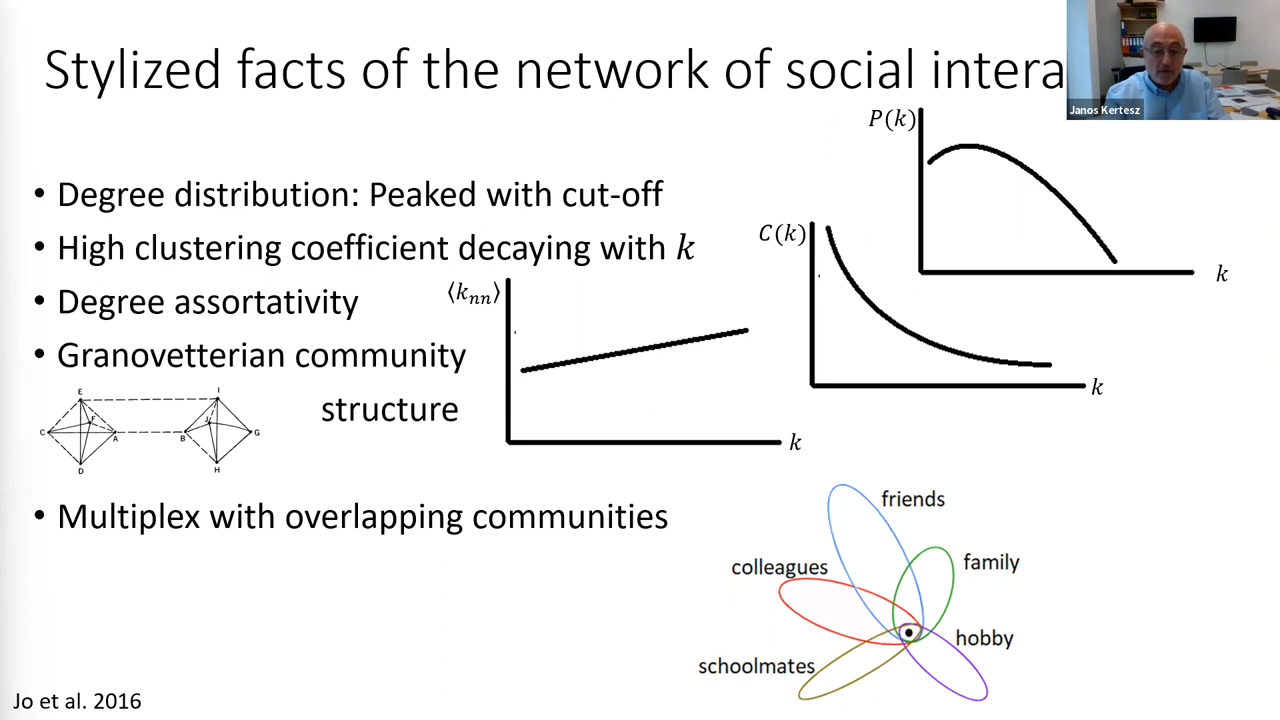 Stylized facts of the network of social intera
Janos Kertesz
P(k)
k
• Degree distribution: Peaked with cut-off
• High clustering coefficient decaying with k
C(k)
k
• Degree assortativity
⟨k_nn⟩
k
• Granovetterian community
structure
E
I
F
J
C
A
B
G
D
H
• Multiplex with overlapping communities
friends
family
colleagues
hobby
schoolmates
Jo et al. 2016